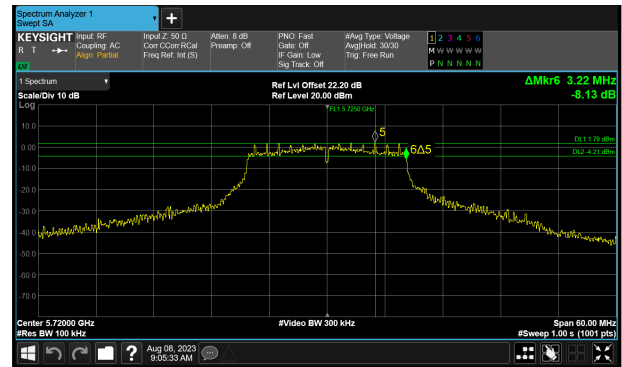 Spectrum Analyzer 1
Swept SA
+
KEYSIGHT
R T
LXI
Input: RF
Coupling: AC
Align: Partial
Input Z: 50 Ω
Corr CCorr RCal
Freq Ref: Int (S)
Atten: 8 dB
Preamp: Off
PNO: Fast
Gate: Off
IF Gain: Low
Sig Track: Off
#Avg Type: Voltage
Avg|Hold: 30/30
Trig: Free Run
1 2 3 4 5 6
M W W W W W
P N N N N N
1 Spectrum
Scale/Div 10 dB
Log
Ref Lvl Offset 22.20 dB
Ref Level 20.00 dBm
ΔMkr6 3.22 MHz
-8.13 dB
FL1 5.7250 GHz
5
6Δ5
DL1 1.79 dBm
DL2 -4.21 dBm
10.0
0.00
-10.0
-20.0
-30.0
-40.0
-50.0
-60.0
-70.0
Center 5.72000 GHz
#Res BW 100 kHz
#Video BW 300 kHz
Span 60.00 MHz
#Sweep 1.00 s (1001 pts)
?
Aug 08, 2023
9:05:33 AM